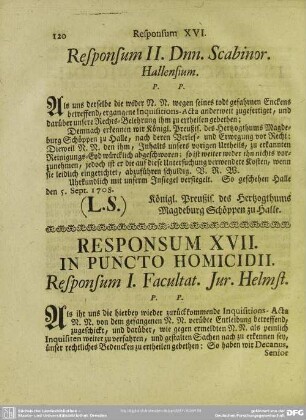 120 Responsum XVI.
Responsum II. Dnn. Scabinor.
Hallensium.
P. P.
Als uns derselbe die wider N. N. wegen seines todt gefahrnen Enckens
betreffend, ergangene Inquisitions-Acta anderweit zugefertiget, und
darüber unsre Rechts-Belehrung ihm zu ertheilen gebethen;
Demnach erkennen wir Königl. Preußis. des Hertzogthums Magde-
burg Schöppen zu Halle, nach deren Verles- und Erwegung vor Recht:
Dieweil N. N. den ihm, Inhalts unsers vorigen Urtheils, zu erkannten
Reinigungs-Eyd würcklich abgeschworen, so ist weiter wider ihn nichts vor-
zunehmen, jedoch ist er die auf diese Untersuchung verwendete Kosten, wenn
sie leidlich eingerichtet, abzuführen schuldig. V. R. W.
Uhrkundlich mit unserm Insiegel versiegelt. So geschehen Halle
den 5. Sept. 1708.
(L.S.) Königl. Preußis. des Hertzogthums
Magdeburg Schöppen zu Halle.
RESPONSUM XVII.
IN PUNCTO HOMICIDII.
Responsum I. Facultat. Jur. Helmst.
P. P.
Als ihr uns die hierbey wieder zurückkommende Inquisitions-Acta
N. N. von dem gefangenen N. N. verübte Entleibung betreffend,
zugeschickt, und darüber, wie gegen ermeldten N. N. als peinlich
Inquisiten weiter zu verfahren, und gestalten Sachen nach zu erkennen sey,
unser rechtliches Bedencken zu ertheilen gebethen: So haben wir Decanus,
Senior